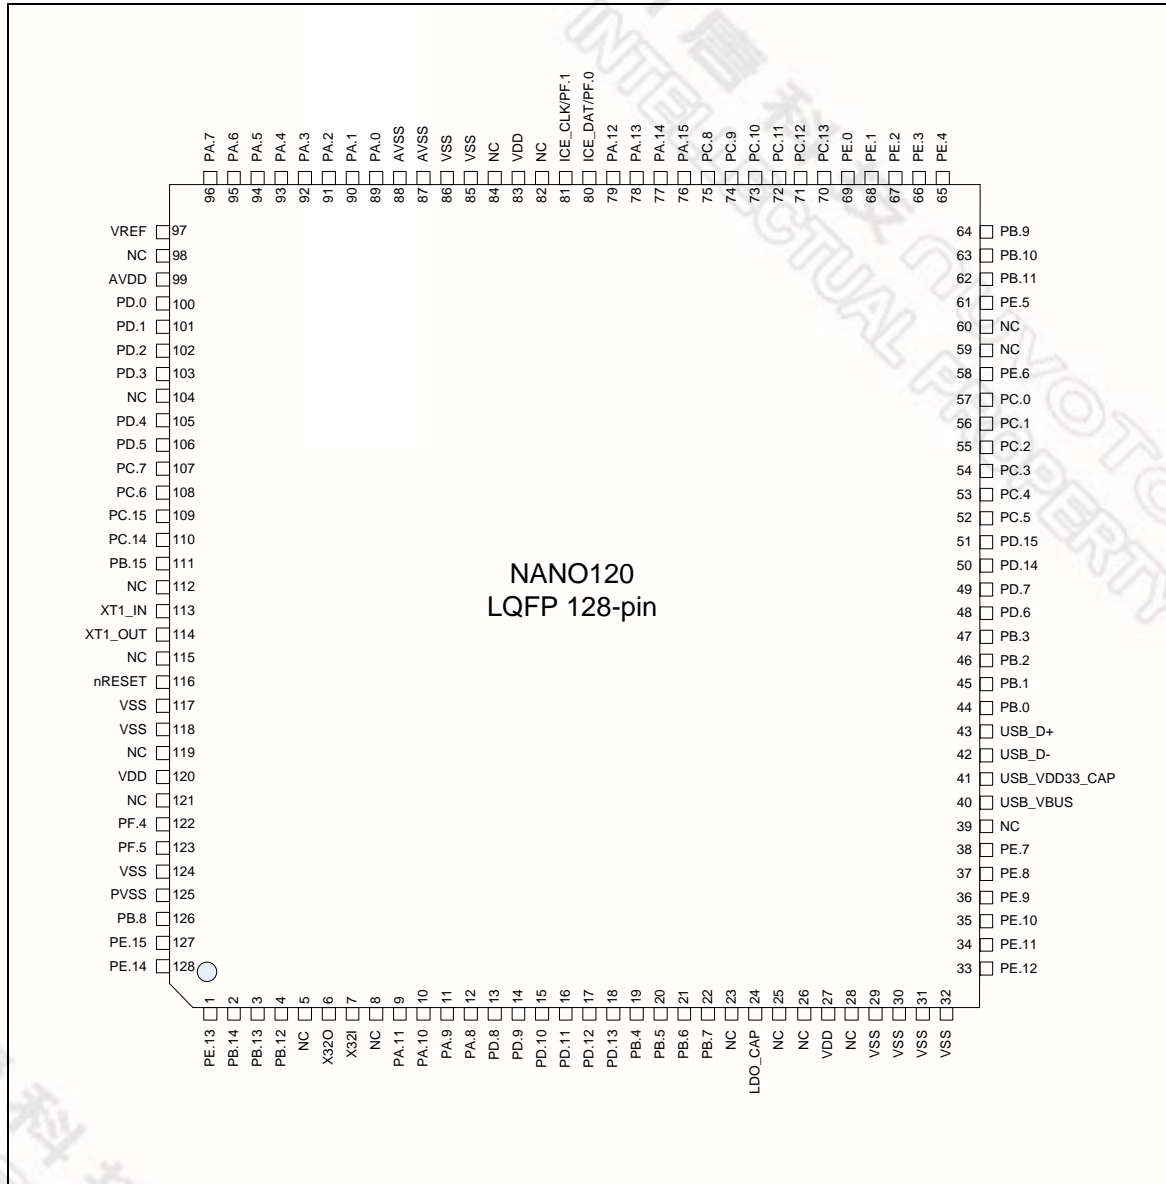 PA.7 PA.6 PA.5 PA.4 PA.3 PA.2 PA.1 PA.0 AVSS AVSS VSS VSS NC VDD NC ICE_CLK/PF.1 ICE_DAT/PF.0 PA.12 PA.13 PA.14 PA.15 PC.8 PC.9 PC.10 PC.11 PC.12 PC.13 PE.0 PE.1 PE.2 PE.3 PE.4
96 95 94 93 92 91 90 89 88 87 86 85 84 83 82 81 80 79 78 77 76 75 74 73 72 71 70 69 68 67 66 65
VREF 97
NC 98
AVDD 99
PD.0 100
PD.1 101
PD.2 102
PD.3 103
NC 104
PD.4 105
PD.5 106
PC.7 107
PC.6 108
PC.15 109
PC.14 110
PB.15 111
NC 112
XT1_IN 113
XT1_OUT 114
NC 115
nRESET 116
VSS 117
VSS 118
NC 119
VDD 120
NC 121
PF.4 122
PF.5 123
VSS 124
PVSS 125
PB.8 126
PE.15 127
PE.14 128
NANO120
LQFP 128-pin
64 PB.9
63 PB.10
62 PB.11
61 PE.5
60 NC
59 NC
58 PE.6
57 PC.0
56 PC.1
55 PC.2
54 PC.3
53 PC.4
52 PC.5
51 PD.15
50 PD.14
49 PD.7
48 PD.6
47 PB.3
46 PB.2
45 PB.1
44 PB.0
43 USB_D+
42 USB_D-
41 USB_VDD33_CAP
40 USB_VBUS
39 NC
38 PE.7
37 PE.8
36 PE.9
35 PE.10
34 PE.11
33 PE.12
1 2 3 4 5 6 7 8 9 10 11 12 13 14 15 16 17 18 19 20 21 22 23 24 25 26 27 28 29 30 31 32
PE.13 PB.14 PB.13 PB.12 NC X32O X32I NC PA.11 PA.10 PA.9 PA.8 PD.8 PD.9 PD.10 PD.11 PD.12 PD.13 PB.4 PB.5 PB.6 PB.7 NC LDO_CAP NC NC VDD NC VSS VSS VSS VSS
唐科技 nuvoTo
INTELLECTUAL PROPERTY
科技